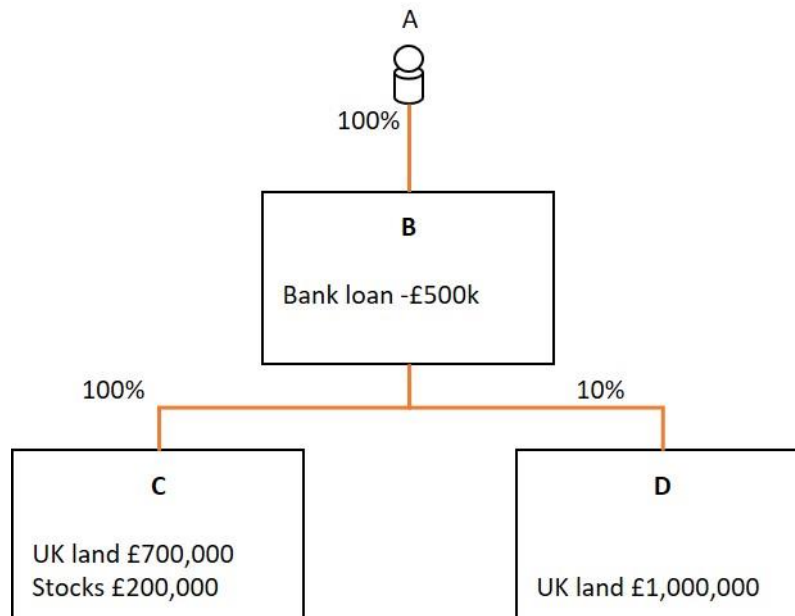 A
100%
B
Bank loan -£500k
100%
10%
C
UK land £700,000
Stocks £200,000
D
UK land £1,000,000